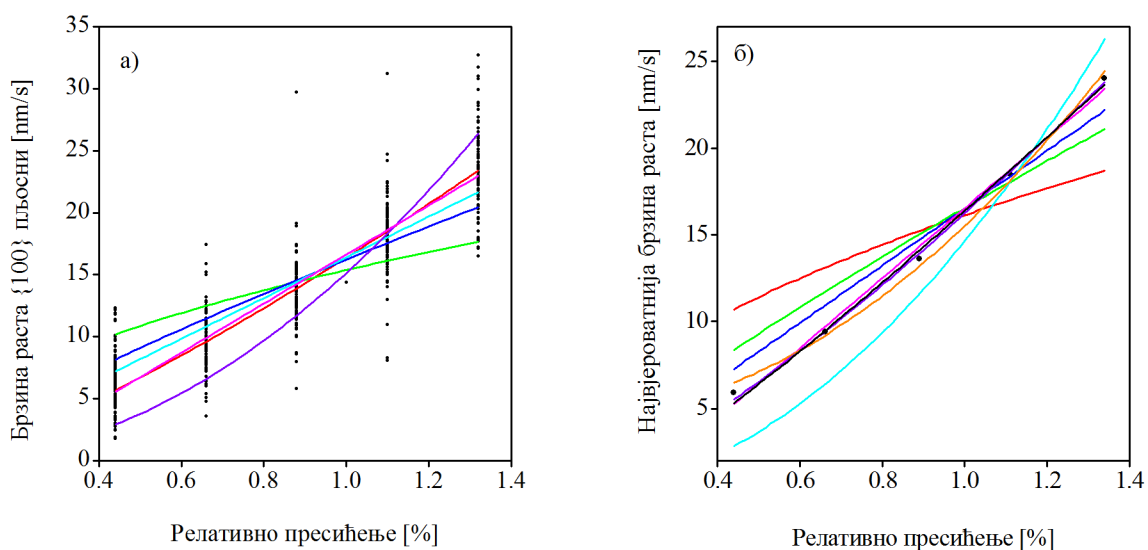 а)
Брзина раста {100} пљосни [nm/s]
35
30
25
20
15
10
5
0
0.4 0.6 0.8 1.0 1.2 1.4
Релативно пресићење [%]
б)
Највјероватнија брзина раста [nm/s]
25
20
15
10
5
0.4 0.6 0.8 1.0 1.2 1.4
Релативно пресићење [%]